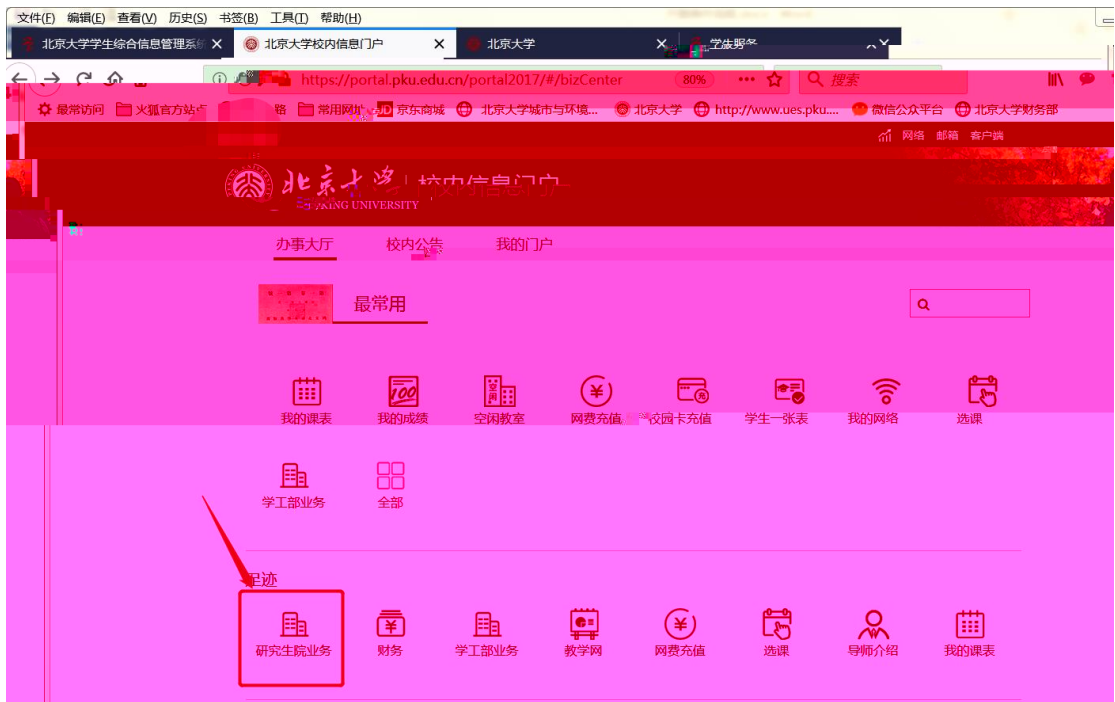 文件(F) 编辑(E) 查看(V) 历史(S) 书签(B) 工具(T) 帮助(H)
北京大学学生综合信息管理系统 × 北京大学校内信息门户 × 北京大学 ×
https://portal.pku.edu.cn/portal2017/#/bizCenter 80% 搜索
最常访问 火狐官方站点 常用网址 JD 京东商城 北京大学城市与环境... 北京大学 http://www.ues.pku.... 微信公众平台 北京大学财务部
网络 邮箱 客户端
北京大学 校内信息门户
PEKING UNIVERSITY
办事大厅 校内公告 我的门户
最常用
我的课表 我的成绩 空闲教室 网费充值 校园卡充值 学生一张表 我的网络 选课
学工部业务 全部
足迹
研究生院业务 财务 学工部业务 教学网 网费充值 选课 导师介绍 我的课表